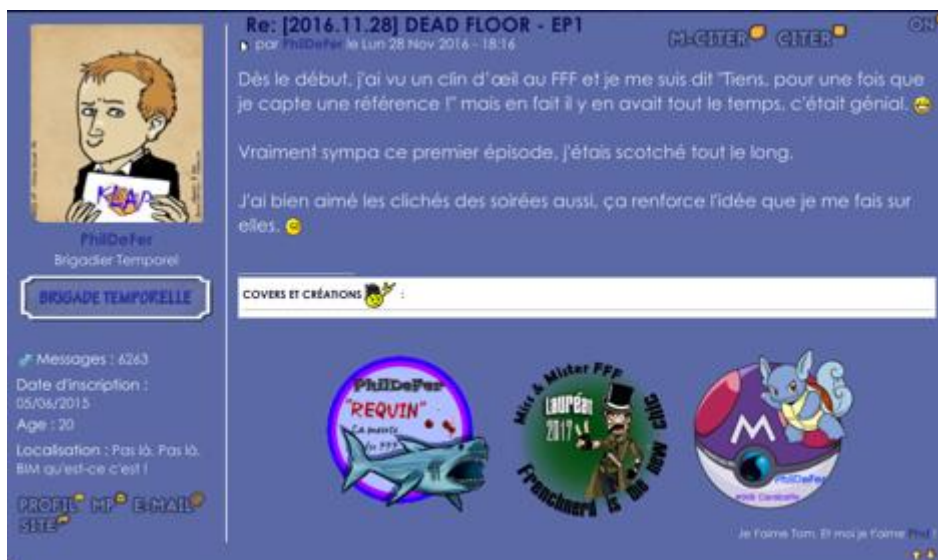 Re: [2016.11.28] DEAD FLOOR - EP1
par PhilDeFer le Lun 28 Nov 2016 - 18:16
M-CITER CITER
Dès le début, j'ai vu un clin d'œil au FFF et je me suis dit "Tiens, pour une fois que
je capte une référence !" mais en fait il y en avait tout le temps, c'était génial.
Vraiment sympa ce premier épisode, j'étais scotché tout le long.
J'ai bien aimé les clichés des soirées aussi, ça renforce l'idée que je me fais sur
elles.
KLAP
PhilDeFer
Brigadier Temporel
BRIGADE TEMPORELLE
Messages : 6263
Date d'inscription :
05/06/2015
Age : 20
Localisation : Pas là, Pas là,
BIM qu'est-ce c'est !
PROFIL MP E-MAIL
SITE
COVERS ET CRÉATIONS :
PhilDeFer
"REQUIN"
du FFF
Miss & Mister FFF
Lauréat
2017
Frenchnerd is Die
Chic
M
PhilDeFer
Carabaffe
Je t'aime Tom. Et moi je t'aime Phil !